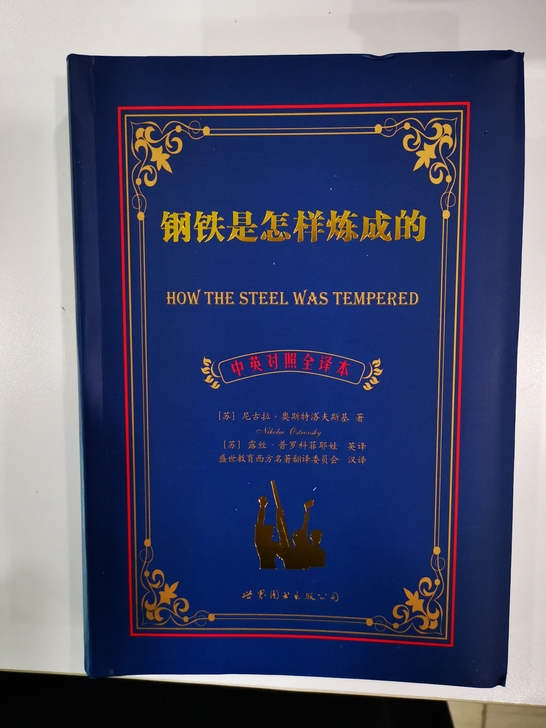 钢铁是怎样炼成的
HOW THE STEEL WAS TEMPERED
中英对照全译本
[苏] 尼古拉·奥斯特洛夫斯基 著
Nikolai Ostrovsky
[苏] 露丝·普罗科菲耶娃 英译
盛世教育西方名著翻译委员会 汉译
世界图书出版公司